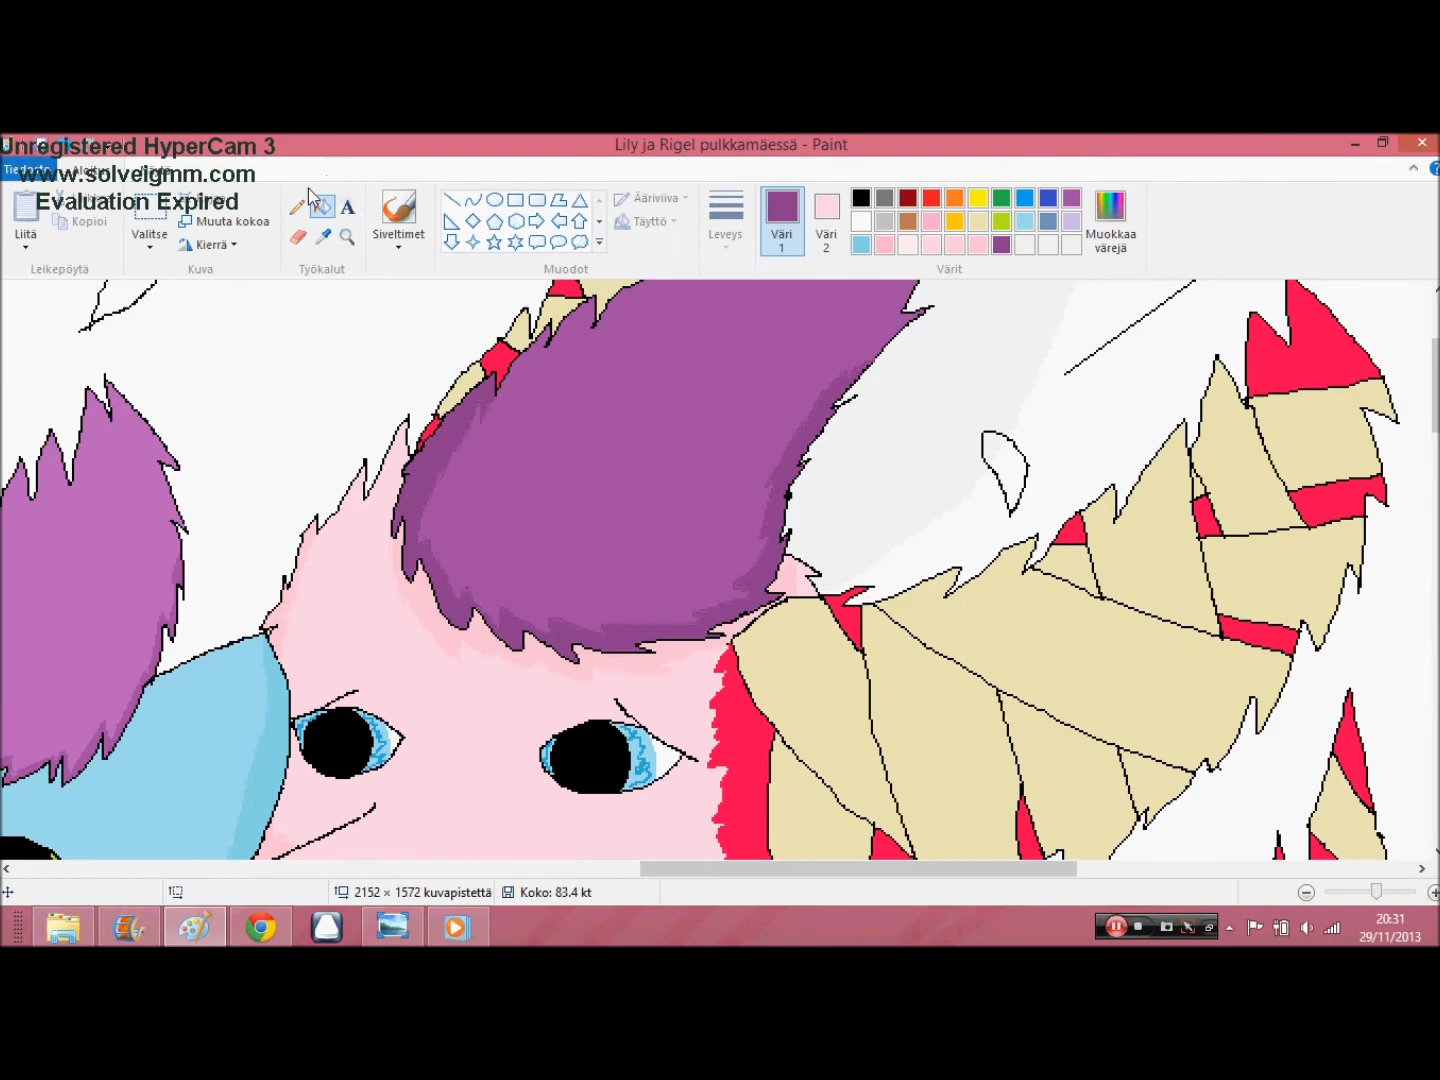 Unregistered HyperCam 3
Lily ja Rigel pulkkamäessä - Paint
www.solveigmm.com
Evaluation Expired
Liitä
Kopioi
Leikepöytä
Valitse
Muuta kokoa
Kierrä
Kuva
A
Työkalut
Siveltimet
Muodot
Ääriviiva
Täyttö
Leveys
Väri 1
Väri 2
Värit
Muokkaa värejä
2152 × 1572 kuvapistettä
Koko: 83.4 kt
20:31
29/11/2013